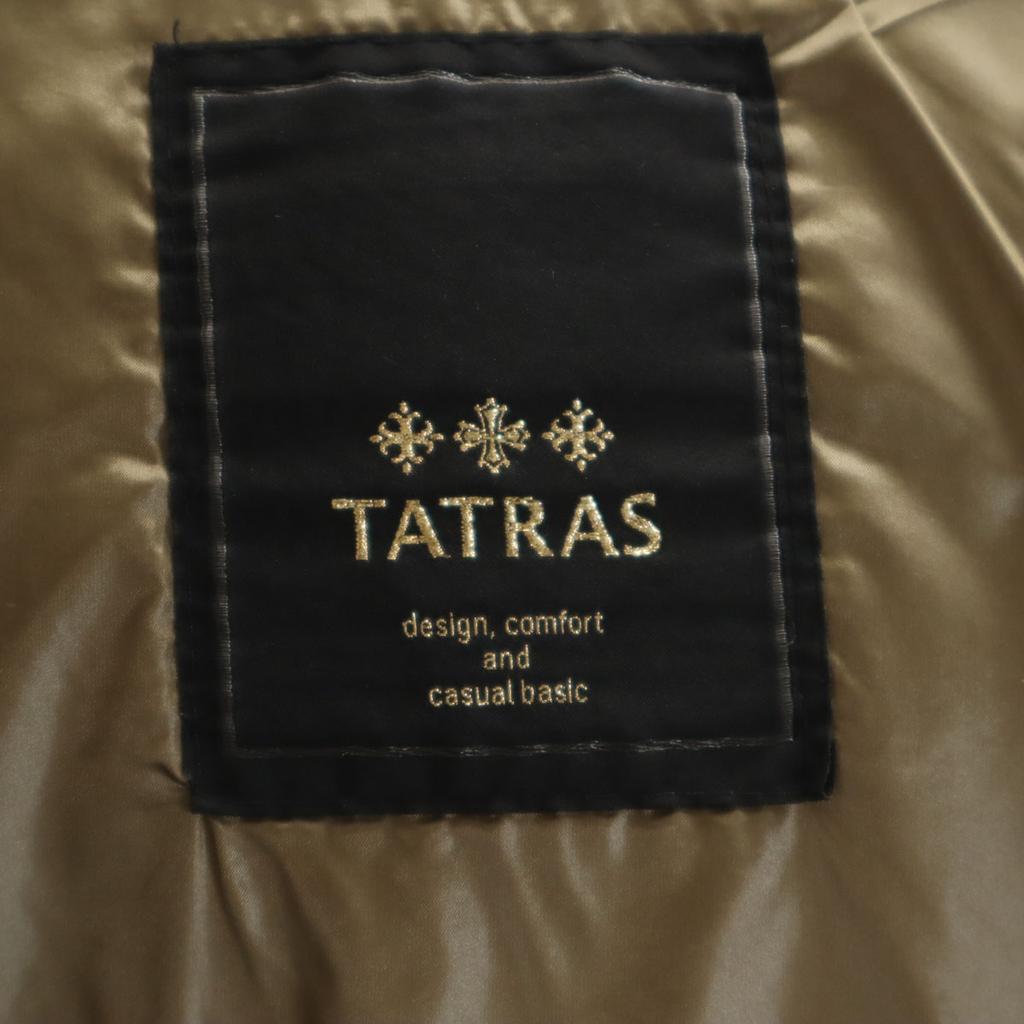 TATRAS
design, comfort
and
casual basic